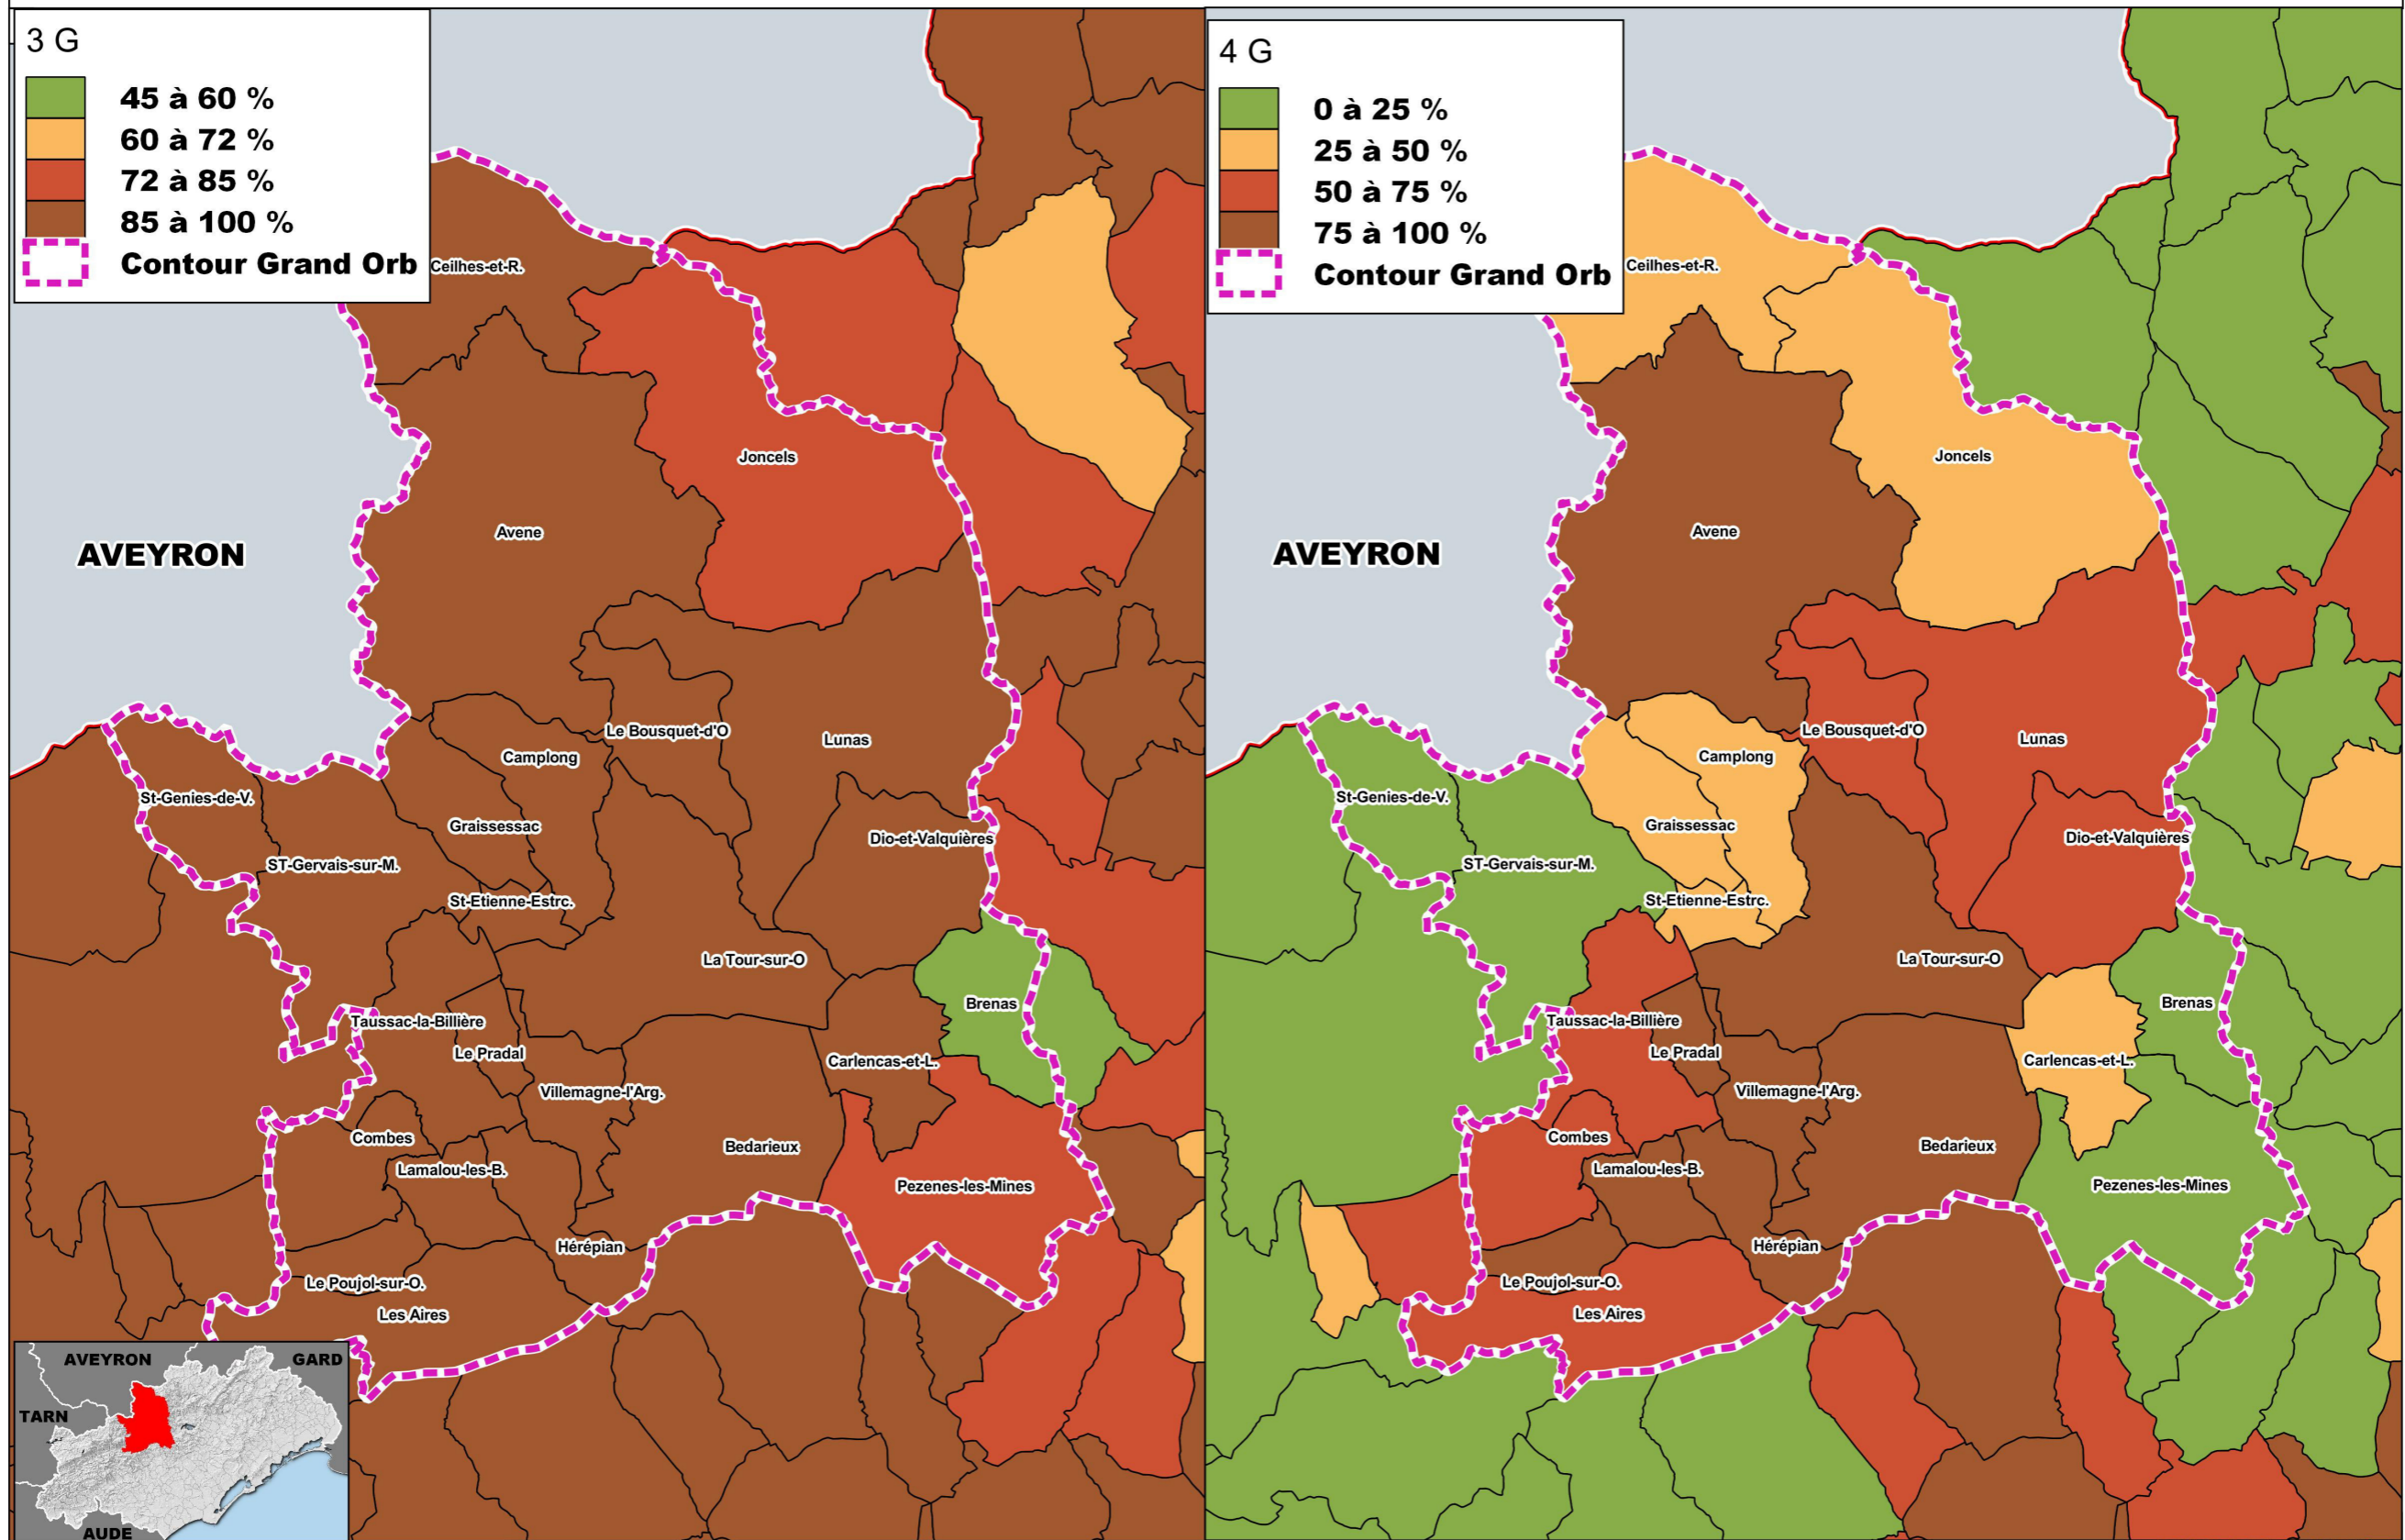 3 G
45 à 60 %
60 à 72 %
72 à 85 %
85 à 100 %
Contour Grand Orb
Ceilhes-et-R.
Joncels
Avene
AVEYRON
Le Bousquet-d'O
Lunas
Camplong
St-Genies-de-V.
Graissessac
Dio-et-Valquières
ST-Gervais-sur-M.
St-Etienne-Estrc.
La Tour-sur-O
Brenas
Taussac-la-Billière
Le Pradal
Carlencas-et-L.
Villemagne-l'Arg.
Combes
Bedarieux
Lamalou-les-B.
Pezenes-les-Mines
Hérépian
Le Poujol-sur-O.
Les Aires
AVEYRON
GARD
TARN
AUDE
4 G
0 à 25 %
25 à 50 %
50 à 75 %
75 à 100 %
Contour Grand Orb
Ceilhes-et-R.
Joncels
Avene
AVEYRON
Le Bousquet-d'O
Lunas
Camplong
St-Genies-de-V.
Graissessac
Dio-et-Valquières
ST-Gervais-sur-M.
St-Etienne-Estrc.
La Tour-sur-O
Brenas
Taussac-la-Billière
Le Pradal
Carlencas-et-L.
Villemagne-l'Arg.
Combes
Bedarieux
Lamalou-les-B.
Pezenes-les-Mines
Hérépian
Le Poujol-sur-O.
Les Aires